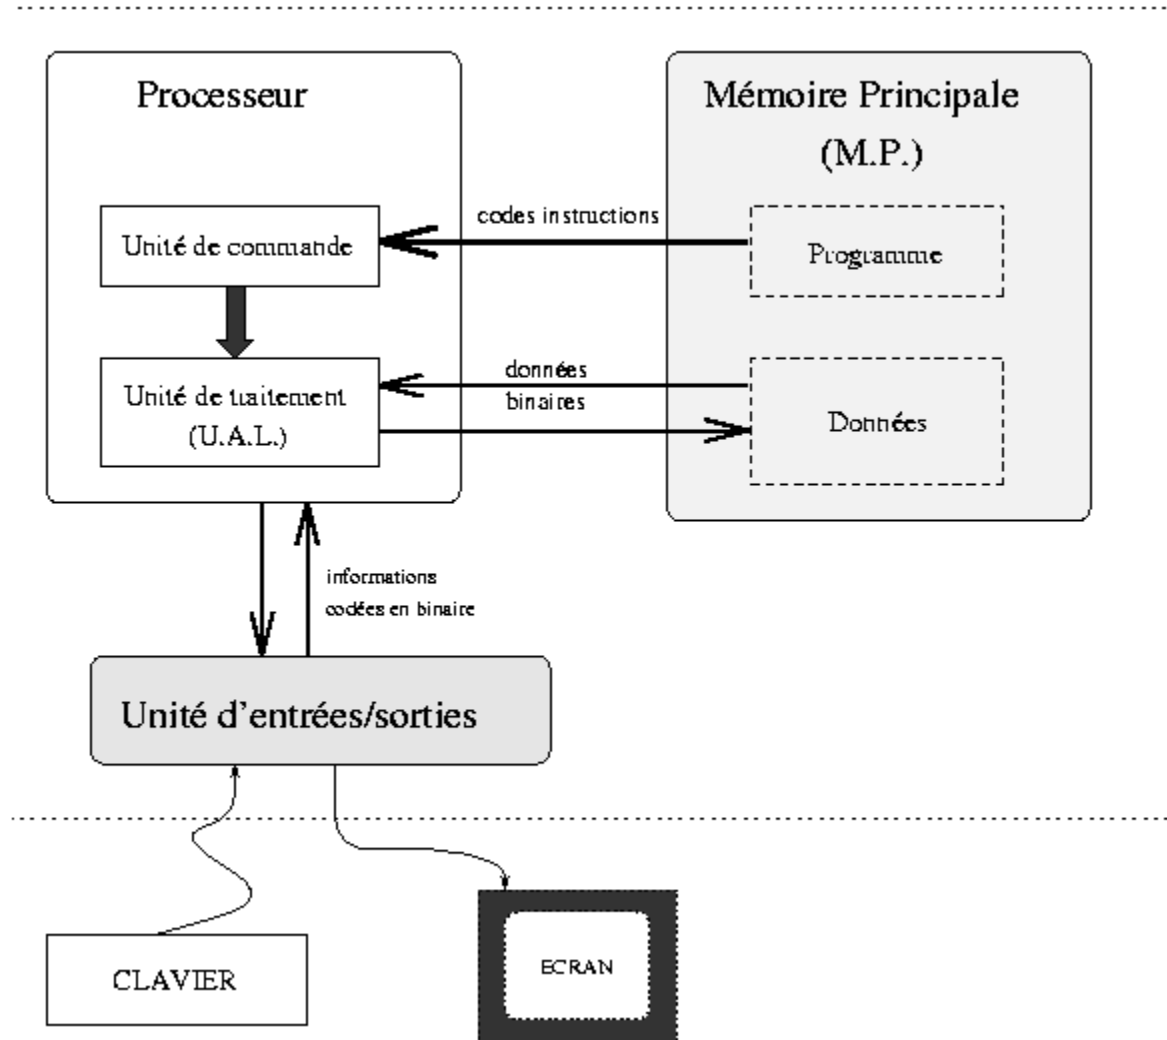 Processeur
Mémoire Principale
(M.P.)
codes instructions
Unité de commande
Programme
données
binaires
Unité de traitement
(U.A.L.)
Données
informations
codées en binaire
Unité d'entrées/sorties
CLAVIER
ECRAN